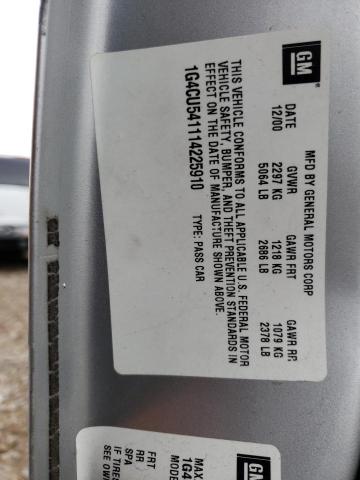 GM
MFD BY GENERAL MOTORS CORP
DATE GVWR GAWR FRT GAWR RR
12/00 2297 KG 1218 KG 1079 KG
5064 LB 2686 LB 2378 LB
THIS VEHICLE CONFORMS TO ALL APPLICABLE U.S. FEDERAL MOTOR
VEHICLE SAFETY, BUMPER, AND THEFT PREVENTION STANDARDS IN
EFFECT ON THE DATE OF MANUFACTURE SHOWN ABOVE.
1G4CU541114225910 TYPE: PASS CAR
GM
MAX
1G4
MODE
FRT
RR
SPA
IF TIRES
SEE OWN